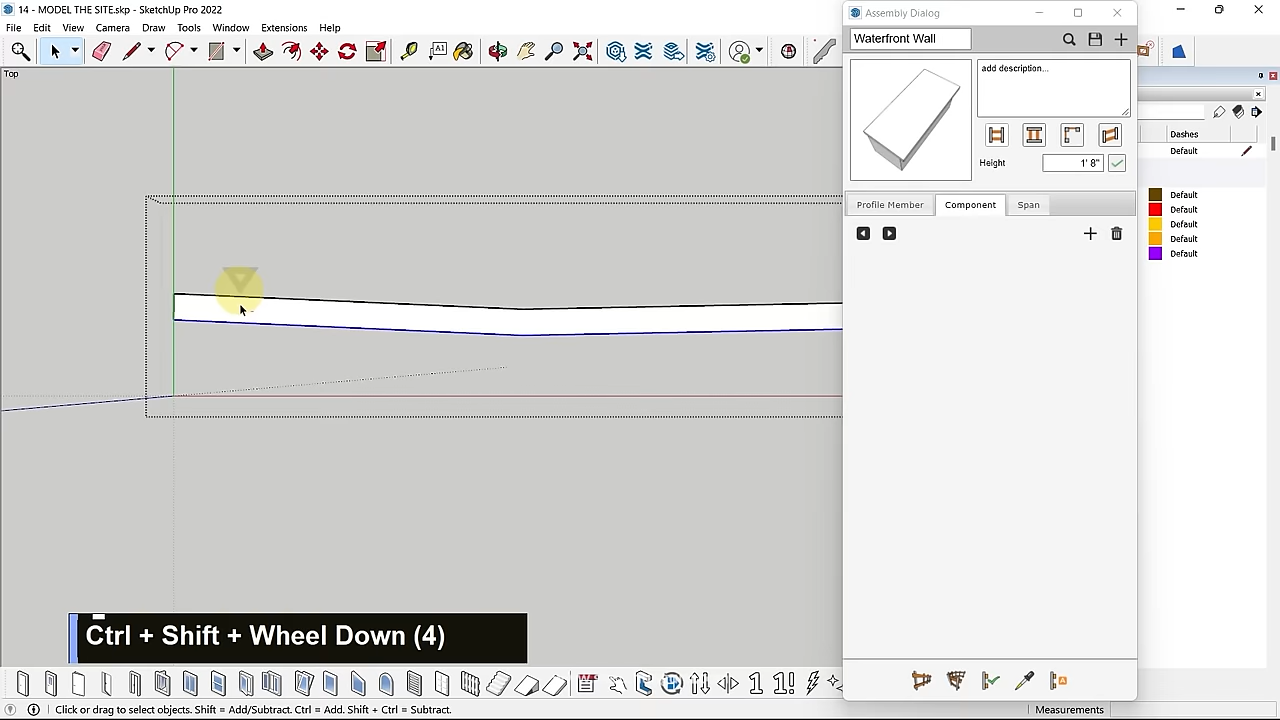 14 - MODEL THE SITE.skp - SketchUp Pro 2022
File Edit View Camera Draw Tools Window Extensions Help
Top
Assembly Dialog
Waterfront Wall
add description...
Height 1' 8"
Profile Member Component Span
Dashes
Default
Default
Default
Default
Default
Default
Ctrl + Shift + Wheel Down (4)
Click or drag to select objects. Shift = Add/Subtract. Ctrl = Add. Shift + Ctrl = Subtract.
Measurements